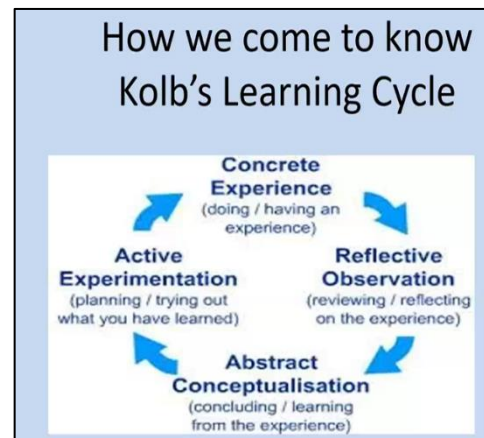 How we come to know
Kolb's Learning Cycle
Concrete
Experience
(doing / having an
experience)
Reflective
Observation
(reviewing / reflecting
on the experience)
Abstract
Conceptualisation
(concluding / learning
from the experience)
Active
Experimentation
(planning / trying out
what you have learned)